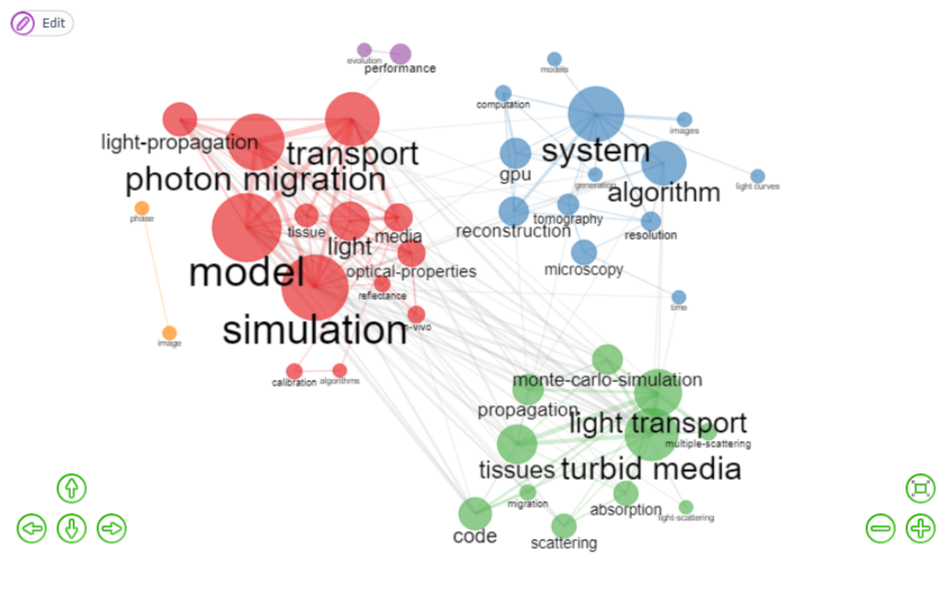 Edit
evolution
performance
models
computation
images
light-propagation
transport
system
photon migration
gpu
generation
algorithm
light curves
phase
tissue
light
media
tomography
reconstruction
resolution
model
optical-properties
microscopy
reflectance
time
simulation
in-vivo
image
calibration
algorithms
monte-carlo-simulation
propagation
light transport
multiple-scattering
tissues
turbid media
migration
absorption
light-scattering
code
scattering